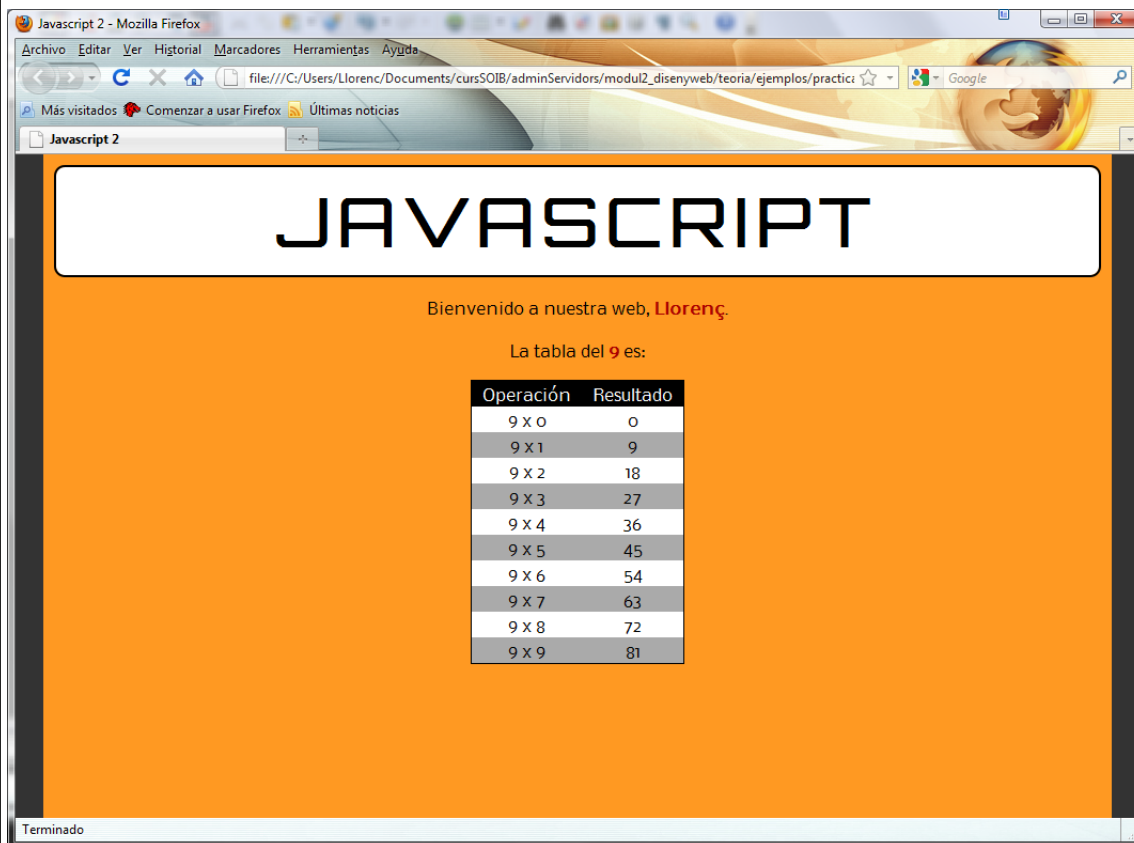 Javascript 2 - Mozilla Firefox
Archivo Editar Ver Historial Marcadores Herramientas Ayuda
file:///C:/Users/Llorenc/Documents/cursSOIB/adminServidors/modul2_disenyweb/teoria/ejemplos/practica Google
Más visitados Comenzar a usar Firefox Últimas noticias
Javascript 2
JAVASCRIPT
Bienvenido a nuestra web, Llorenç.
La tabla del 9 es:
Operación Resultado
9 x 0 0
9 x 1 9
9 x 2 18
9 x 3 27
9 x 4 36
9 x 5 45
9 x 6 54
9 x 7 63
9 x 8 72
9 x 9 81
Terminado